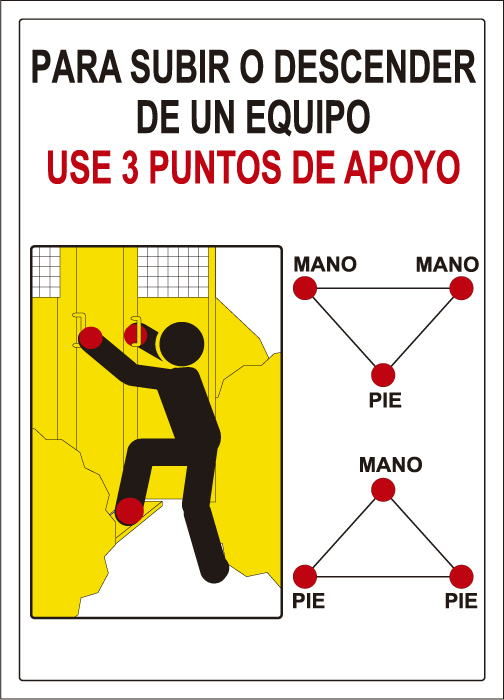 PARA SUBIR O DESCENDER
DE UN EQUIPO
USE 3 PUNTOS DE APOYO
MANO MANO
PIE
MANO
PIE PIE